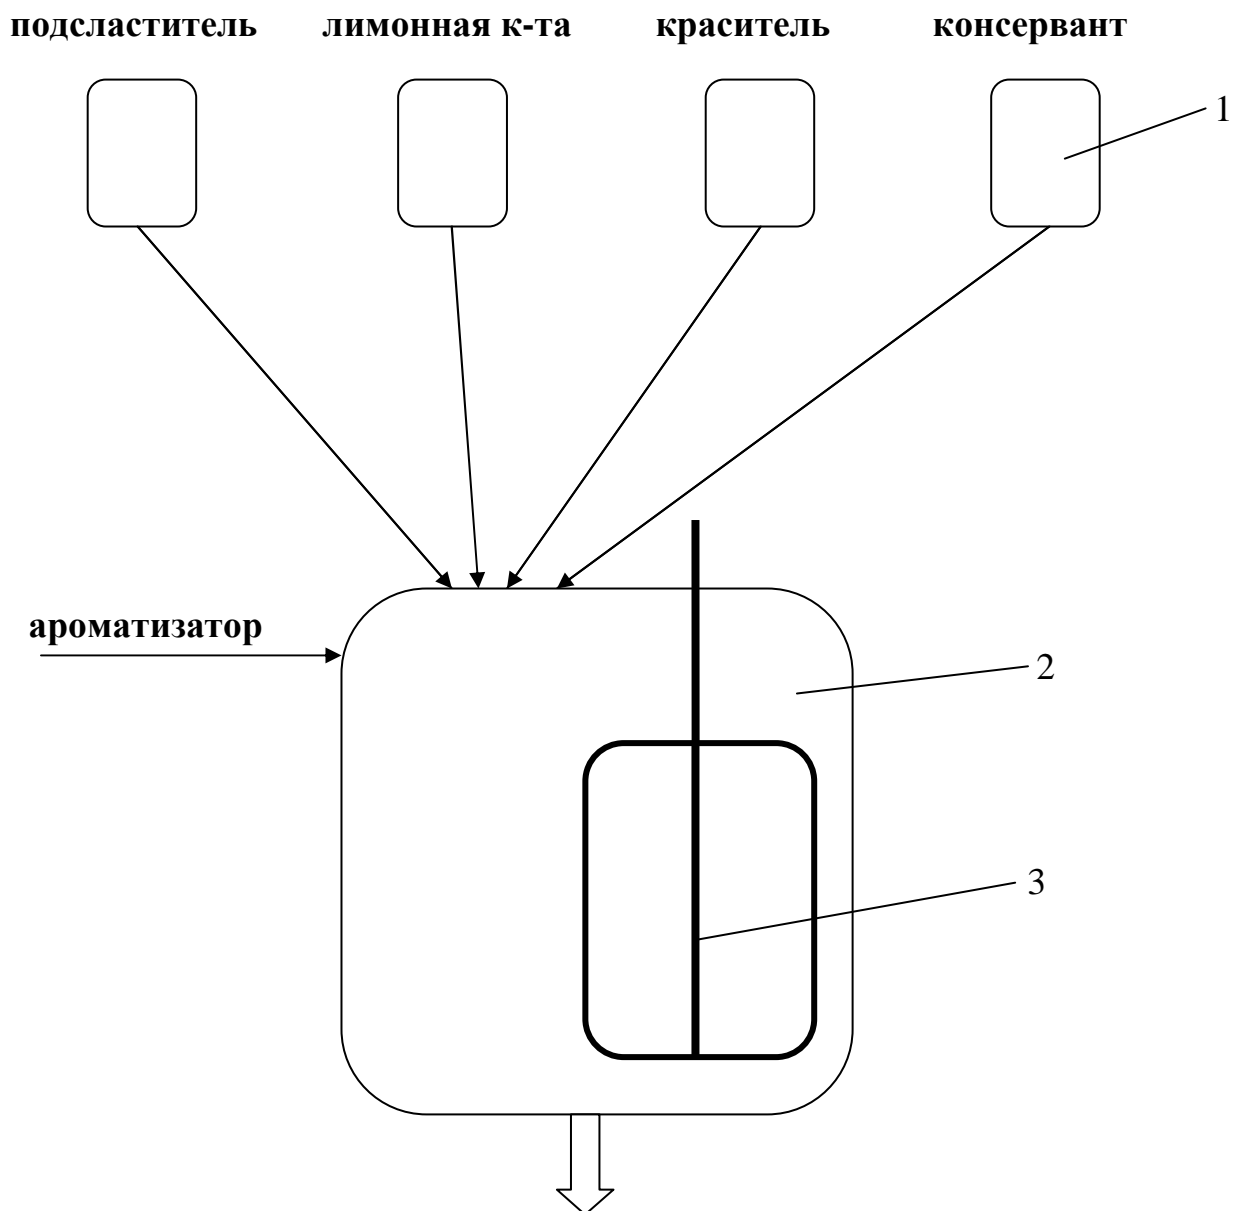 подсластитель лимонная к-та краситель консервант
1
ароматизатор
2
3